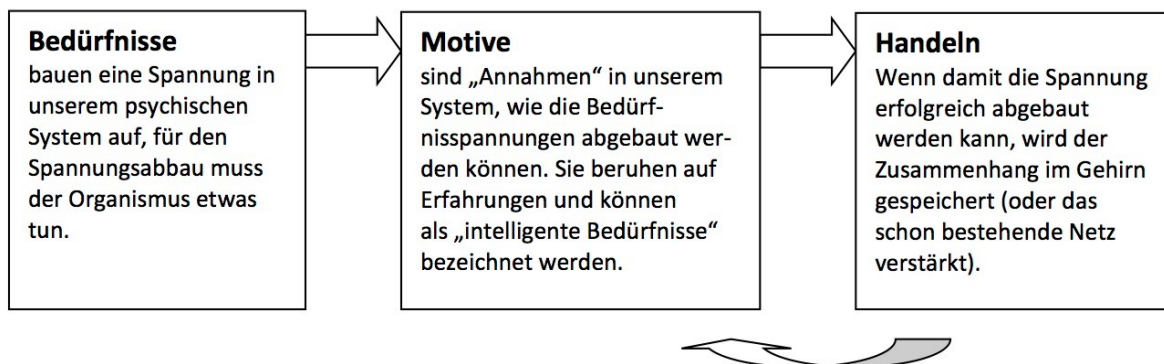 Bedürfnisse
bauen eine Spannung in
unserem psychischen
System auf, für den
Spannungsabbau muss
der Organismus etwas
tun.
Motive
sind „Annahmen“ in unserem
System, wie die Bedürf-
nisspannungen abgebaut wer-
den können. Sie beruhen auf
Erfahrungen und können
als „intelligente Bedürfnisse“
bezeichnet werden.
Handeln
Wenn damit die Spannung
erfolgreich abgebaut
werden kann, wird der
Zusammenhang im Gehirn
gespeichert (oder das
schon bestehende Netz
verstärkt).